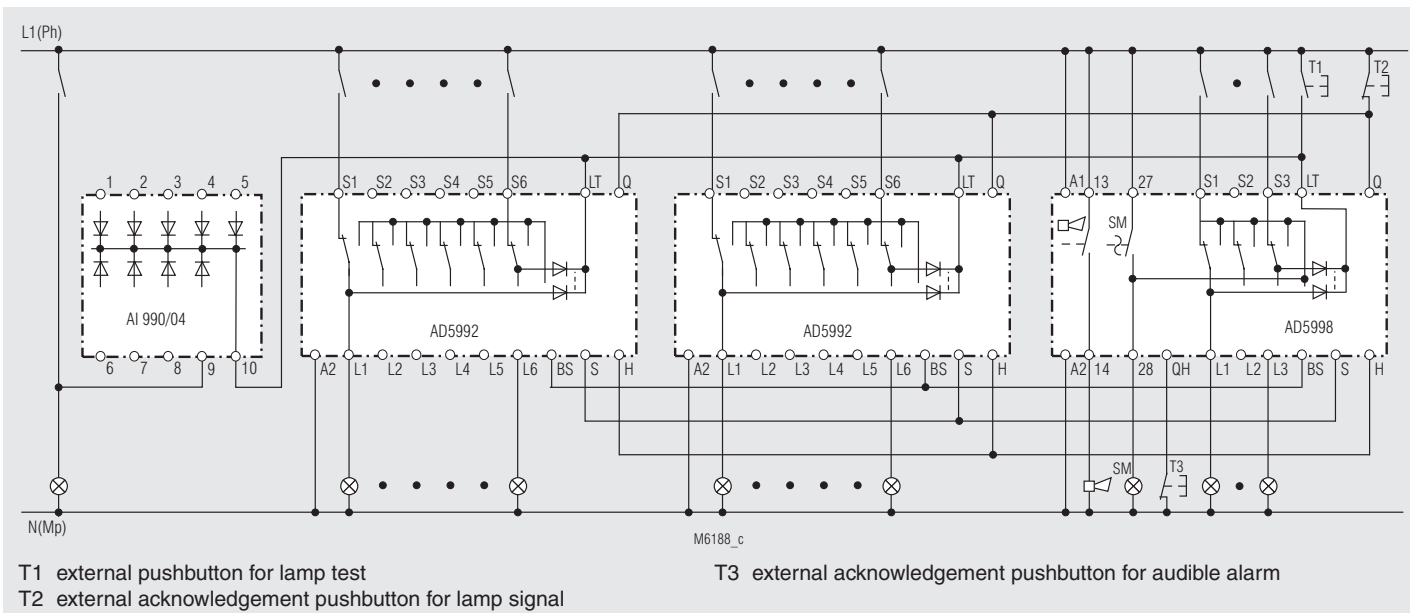 L1(Ph)
T1 T2
1 2 3 4 5
S1 S2 S3 S4 S5 S6 LT Q
S1 S2 S3 S4 S5 S6 LT Q
A1 13 27 S1 S2 S3 LT Q
SM
AI 990/04
AD5992
AD5992
AD5998
6 7 8 9 10
A2 L1 L2 L3 L4 L5 L6 BS S H
A2 L1 L2 L3 L4 L5 L6 BS S H
A2 14 28 QH L1 L2 L3 BS S H
SM T3
N(Mp)
M6188_c
T1 external pushbutton for lamp test
T2 external acknowledgement pushbutton for lamp signal
T3 external acknowledgement pushbutton for audible alarm